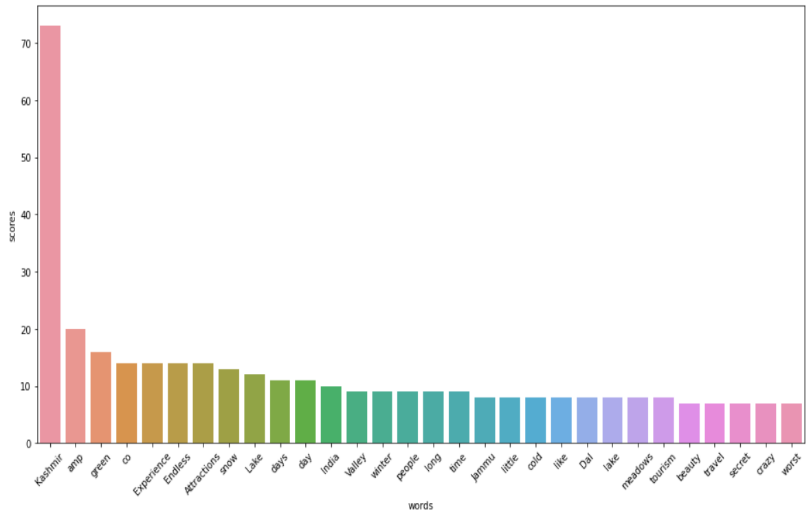 scores
70
60
50
40
30
20
10
0
Kashmir
amp
green
co
Experience
Endless
Attractions
snow
Lake
days
day
India
Valley
winter
people
long
time
Jammu
little
cold
like
Dal
lake
meadows
tourism
beauty
travel
secret
crazy
worst
words